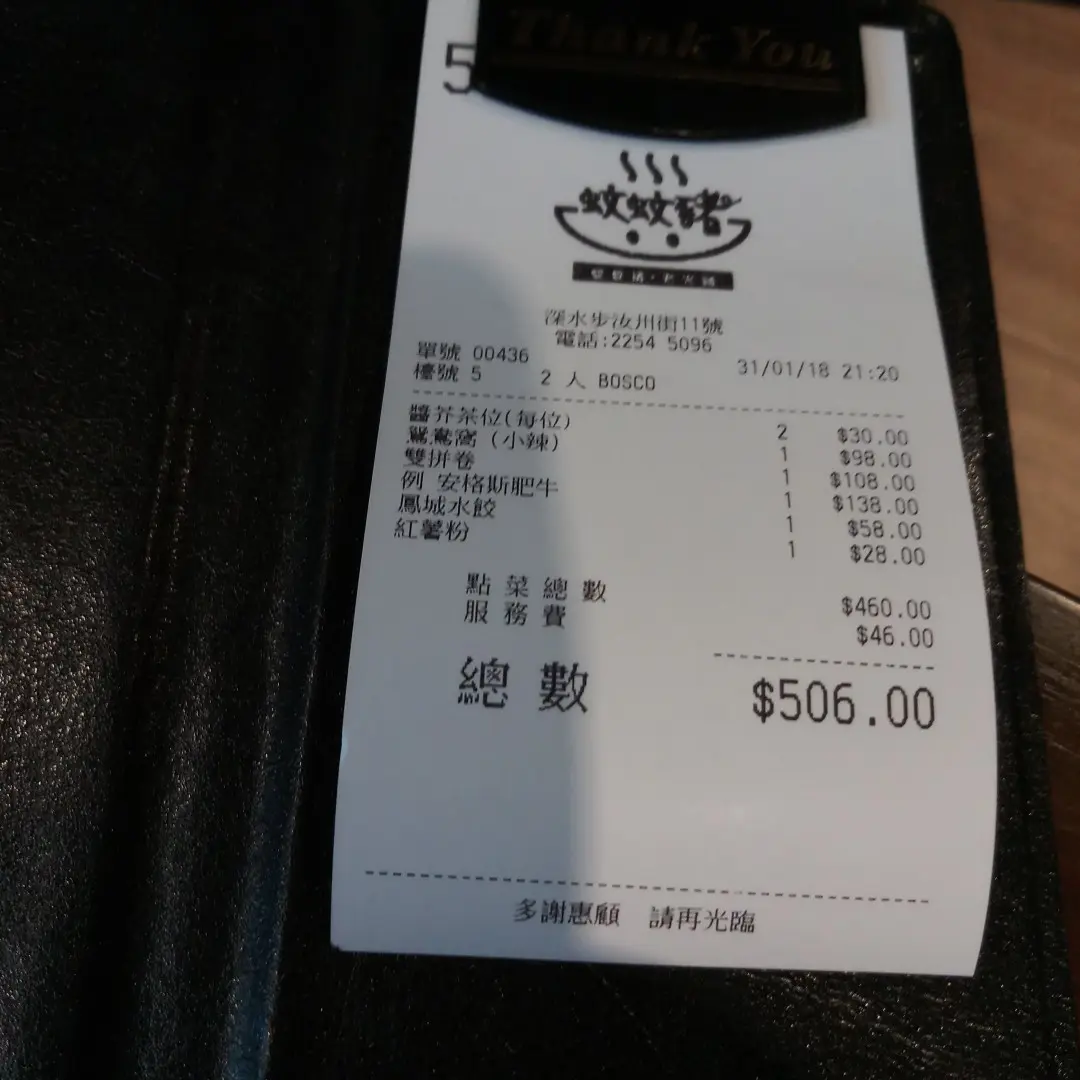 Thank You
5
蚊蚊豬
深水步汝州街11號
電話:2254 5096
單號 00436 31/01/18 21:20
檯號 5 2 人 BOSCO
醬芥茶位(每位) 2 $30.00
鴛鴦窩 (小辣) 1 $98.00
雙拼卷 1 $108.00
例 安格斯肥牛 1 $138.00
鳳城水餃 1 $58.00
紅薯粉 1 $28.00
點菜總數 $460.00
服務費 $46.00
總數 $506.00
多謝惠顧 請再光臨